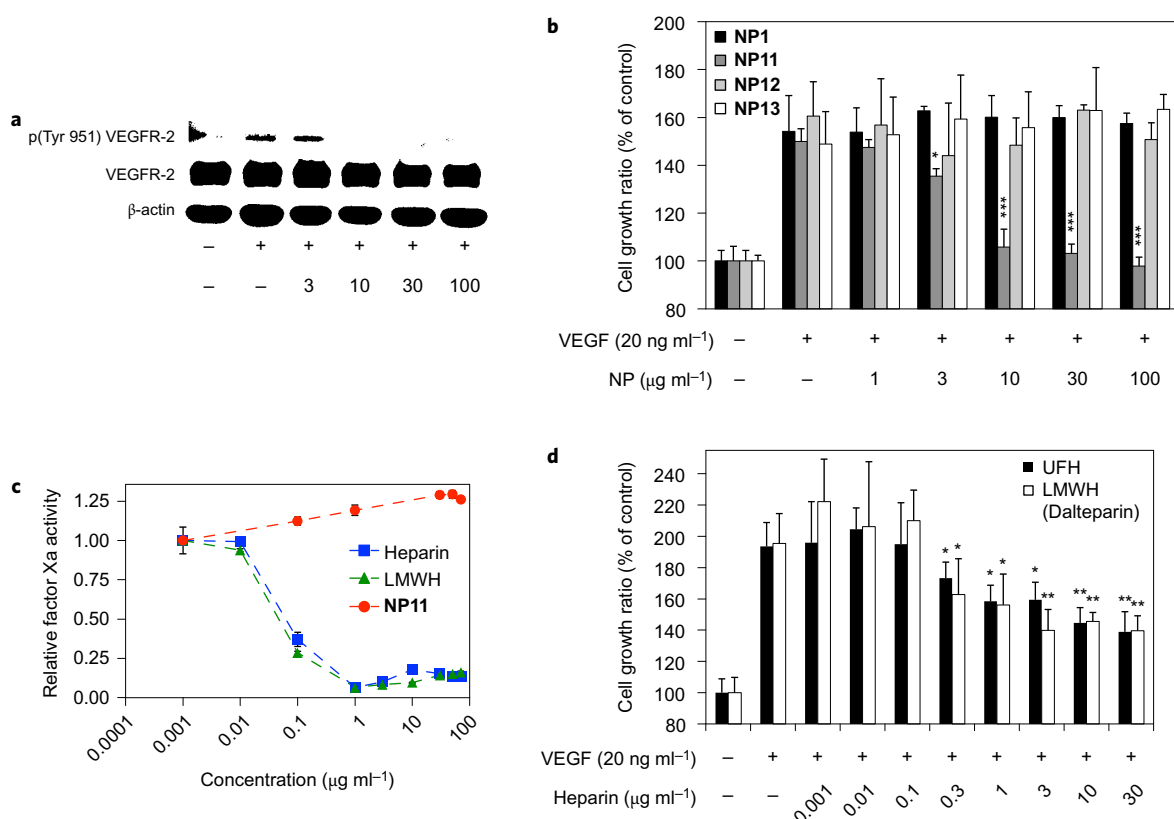 a
p(Tyr 951) VEGFR-2
VEGFR-2
β-actin
– + + + + +
– – 3 10 30 100
b
NP1
NP11
NP12
NP13
200
180
160
140
120
100
80
Cell growth ratio (% of control)
* *** *** ***
VEGF (20 ng ml⁻¹) – + + + + + +
NP (μg ml⁻¹) – – 1 3 10 30 100
c
1.25
1.00
0.75
0.50
0.25
0.00
Relative factor Xa activity
Heparin
LMWH
NP11
0.0001 0.001 0.01 0.1 1 10 100
Concentration (μg ml⁻¹)
d
UFH
LMWH
(Dalteparin)
240
220
200
180
160
140
120
100
80
Cell growth ratio (% of control)
* * * * * ** ** ** ** **
VEGF (20 ng ml⁻¹) – + + + + + + + + +
Heparin (μg ml⁻¹) – – 0.001 0.01 0.1 0.3 1 3 10 30